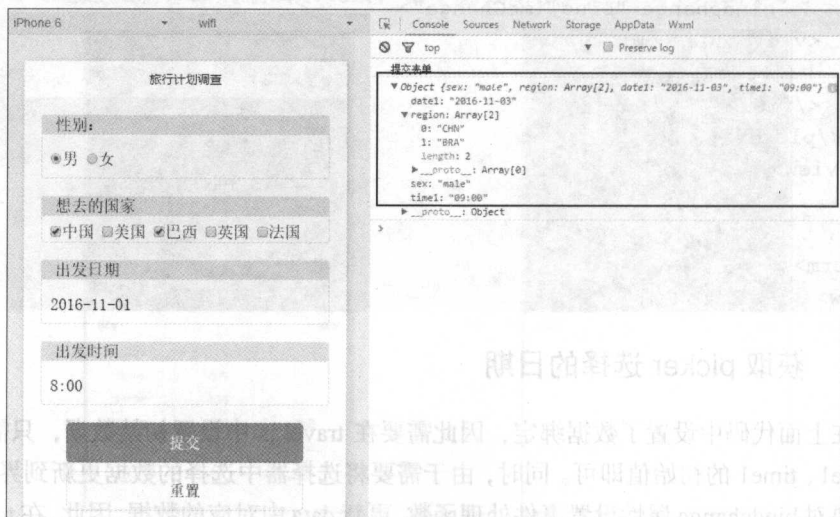 iPhone 6 wifi
旅行计划调查
性别：
男 女
想去的国家
中国 美国 巴西 英国 法国
出发日期
2016-11-01
出发时间
8:00
提交
重置
Console Sources Network Storage AppData Wxml
top Preserve log
提交表单
Object {sex: "male", region: Array[2], date1: "2016-11-03", time1: "09:00"}
date1: "2016-11-03"
region: Array[2]
0: "CHN"
1: "BRA"
length: 2
__proto__: Array[0]
sex: "male"
time1: "09:00"
__proto__: Object
获取 picker 选择的日期